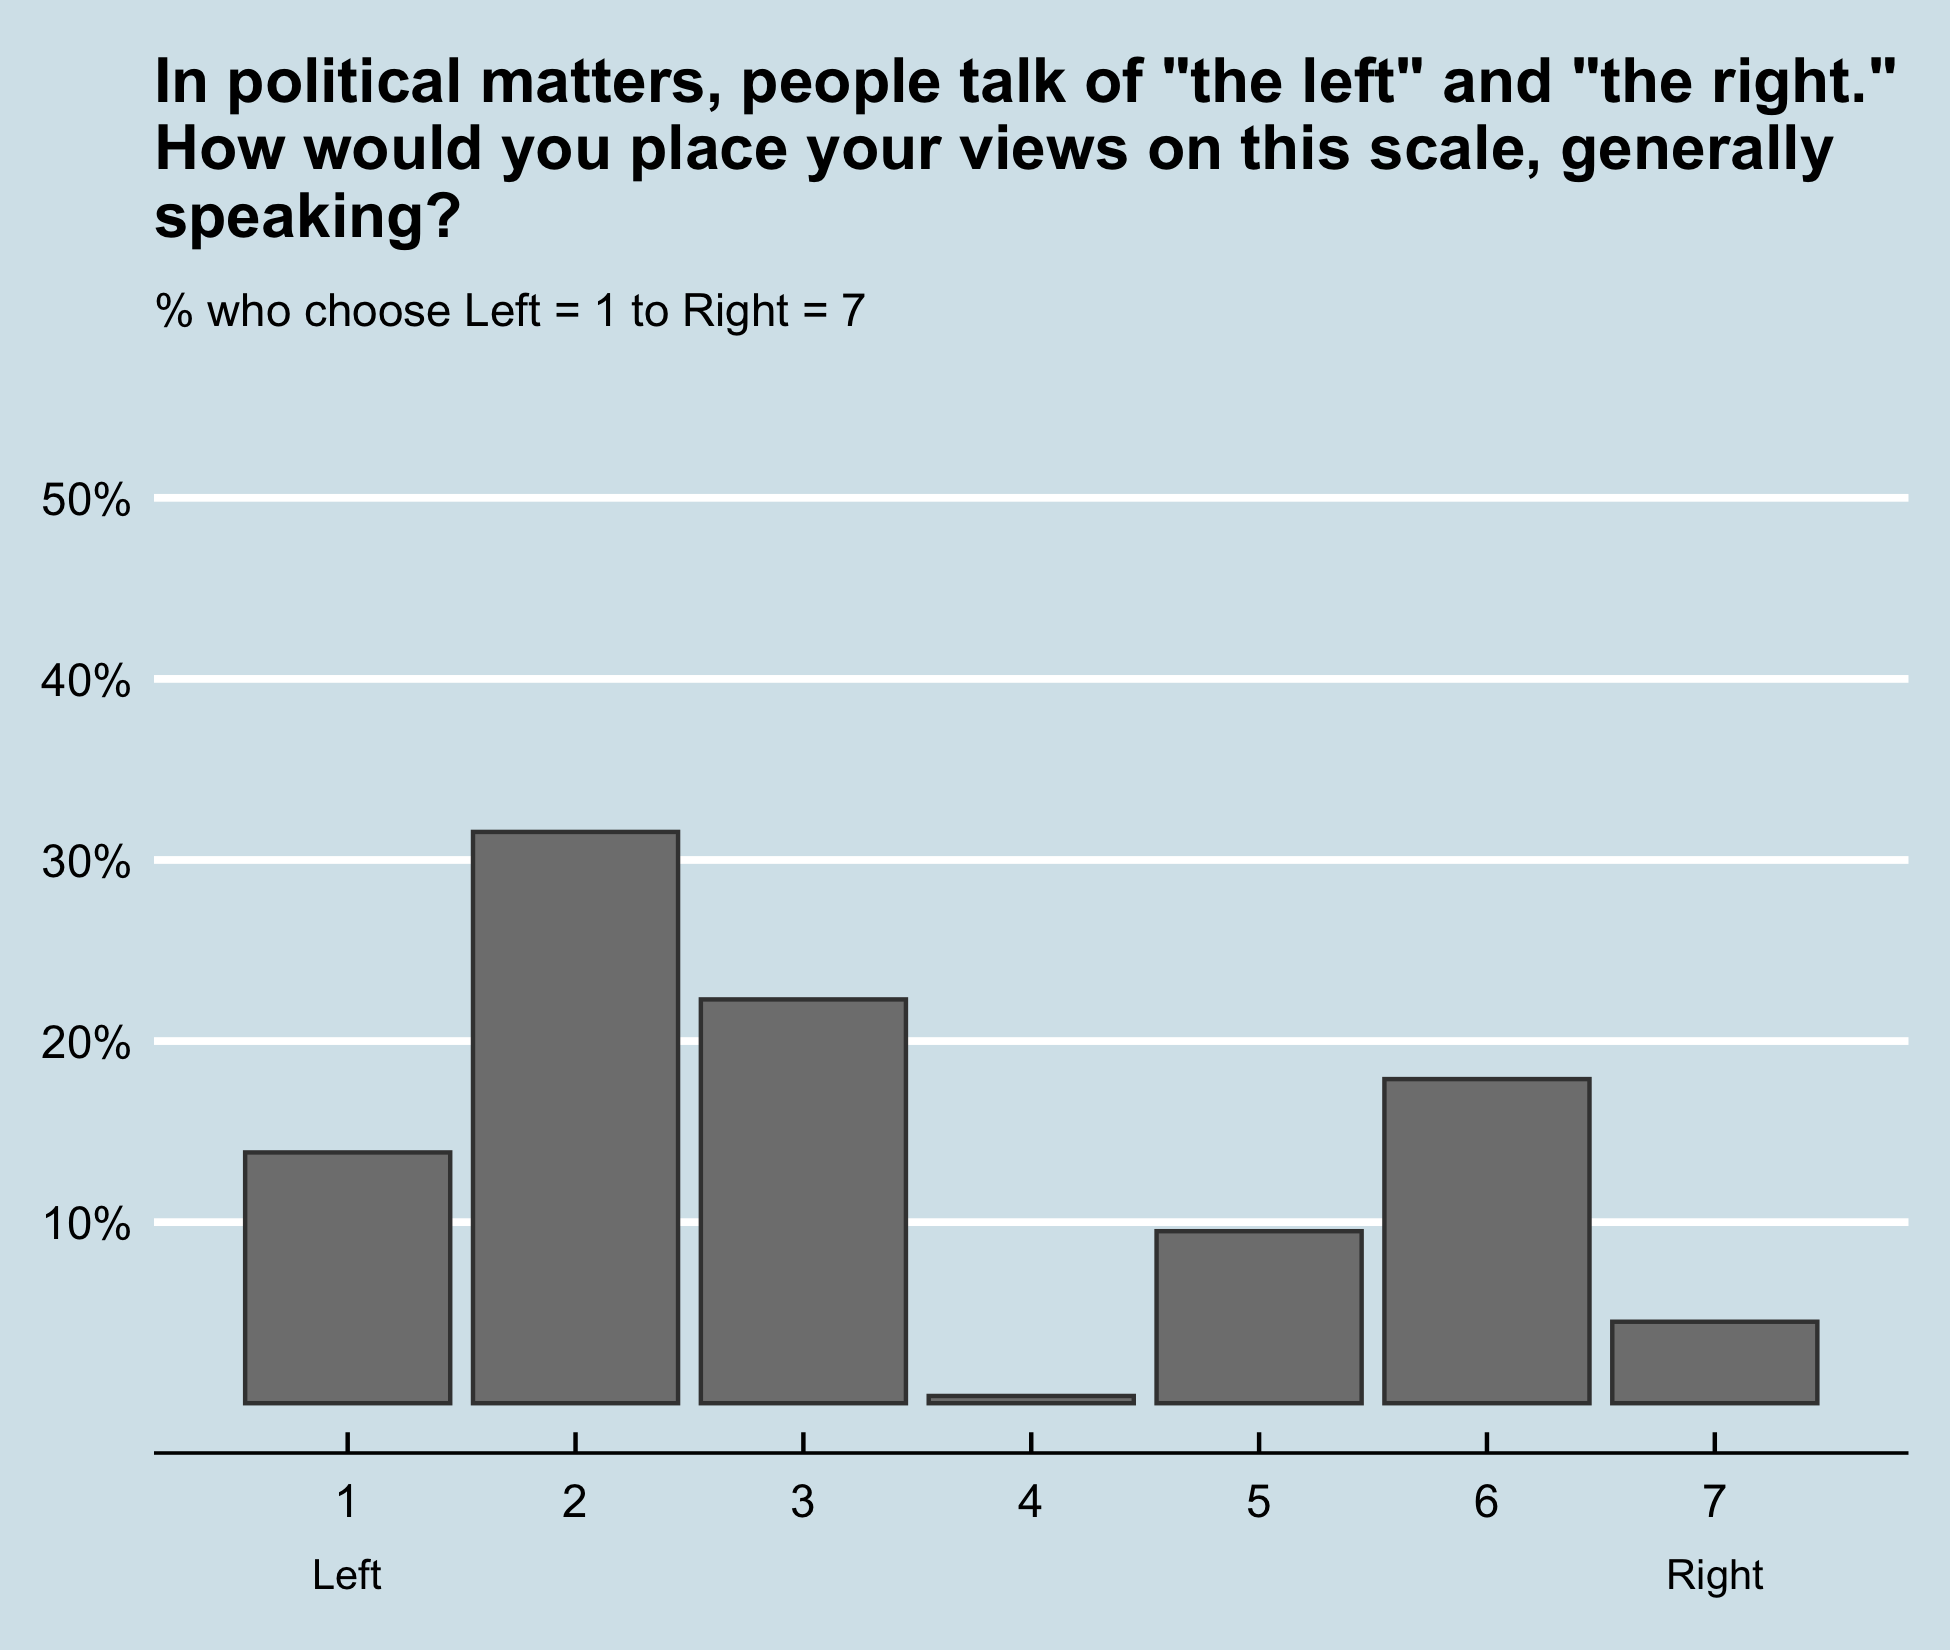 In political matters, people talk of "the left" and "the right."
How would you place your views on this scale, generally
speaking?
% who choose Left = 1 to Right = 7
50%
40%
30%
20%
10%
1 2 3 4 5 6 7
Left Right